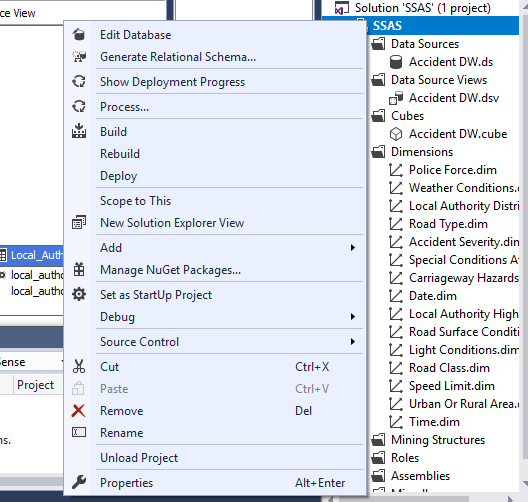 ce View
Edit Database
Generate Relational Schema...
Show Deployment Progress
Process...
Build
Rebuild
Deploy
Scope to This
New Solution Explorer View
Add
Manage NuGet Packages...
Set as StartUp Project
Debug
Source Control
Cut Ctrl+X
Paste Ctrl+V
Remove Del
Rename
Unload Project
Properties Alt+Enter
Local_Auth
local_autho
local_autho
Sense
Project
ns.
Solution 'SSAS' (1 project)
SSAS
Data Sources
Accident DW.ds
Data Source Views
Accident DW.dsv
Cubes
Accident DW.cube
Dimensions
Police Force.dim
Weather Conditions.d
Local Authority Distri
Road Type.dim
Accident Severity.dim
Special Conditions At
Carriageway Hazards
Date.dim
Local Authority High
Road Surface Conditi
Light Conditions.dim
Road Class.dim
Speed Limit.dim
Urban Or Rural Area.d
Time.dim
Mining Structures
Roles
Assemblies